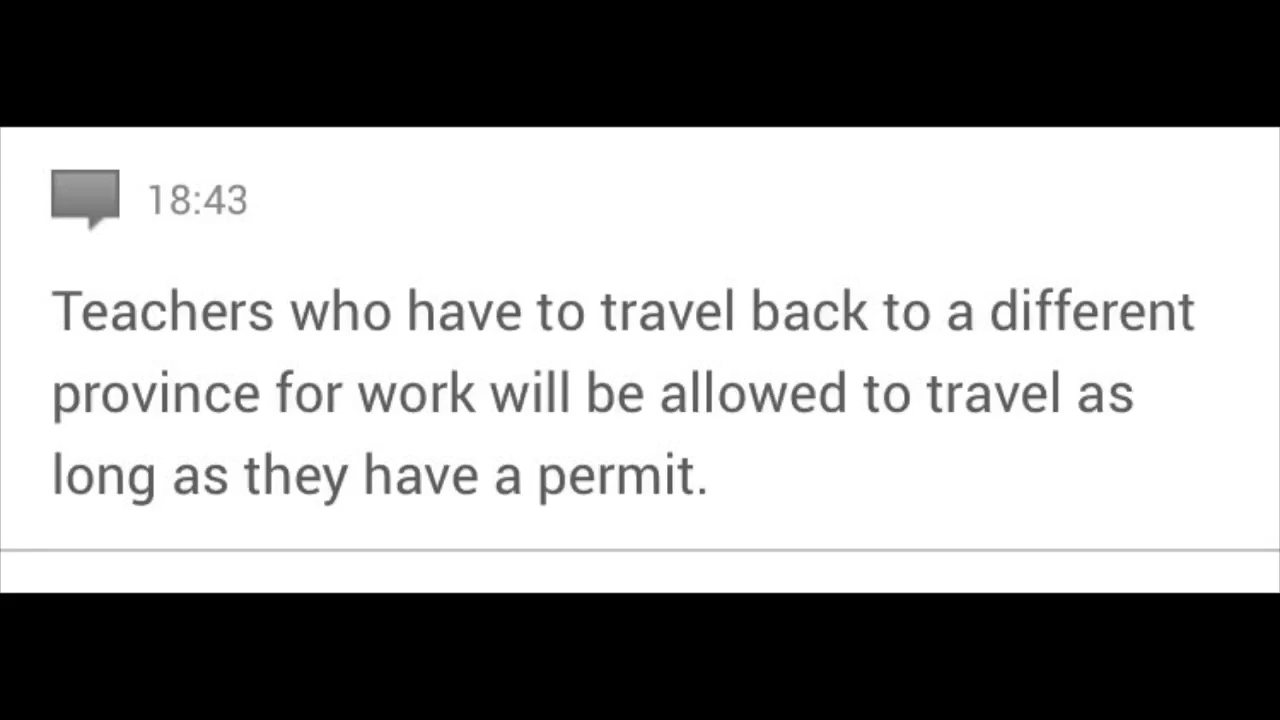 18:43
Teachers who have to travel back to a different
province for work will be allowed to travel as
long as they have a permit.